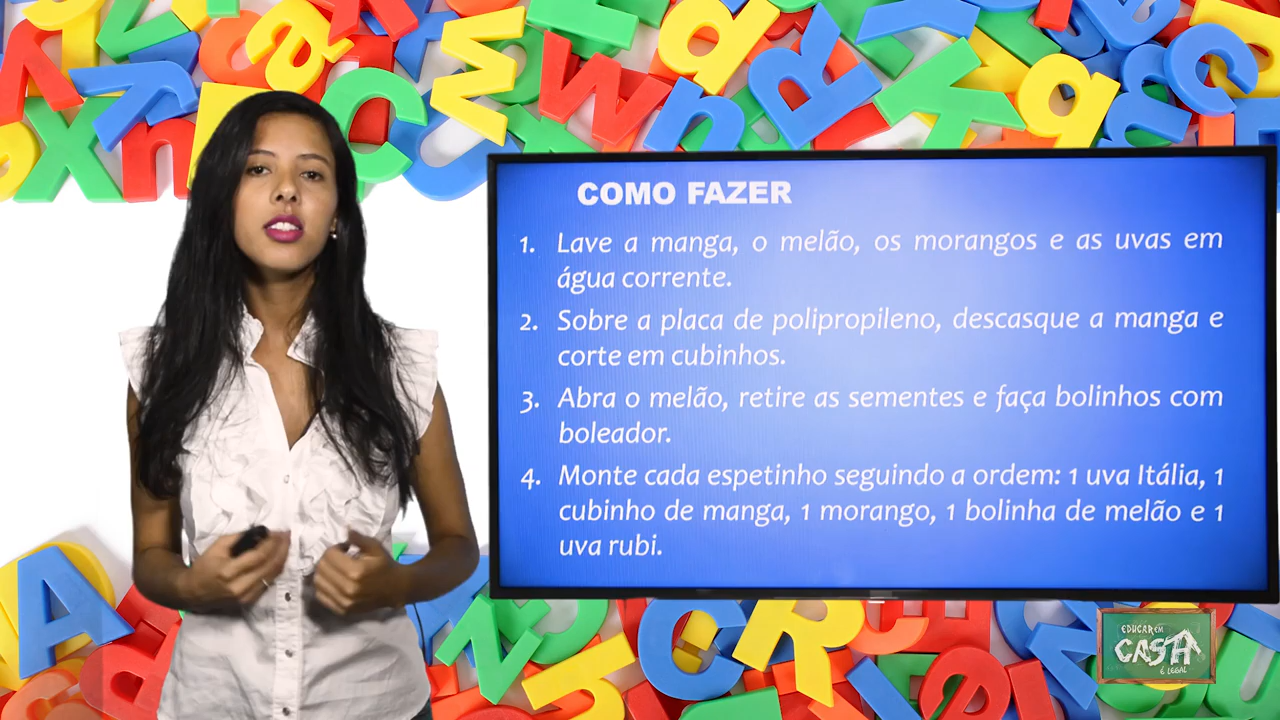 COMO FAZER
1. Lave a manga, o melão, os morangos e as uvas em
água corrente.
2. Sobre a placa de polipropileno, descasque a manga e
corte em cubinhos.
3. Abra o melão, retire as sementes e faça bolinhos com
boleador.
4. Monte cada espetinho seguindo a ordem: 1 uva Itália, 1
cubinho de manga, 1 morango, 1 bolinha de melão e 1
uva rubi.
EDUCAR EM
CASA
É LEGAL